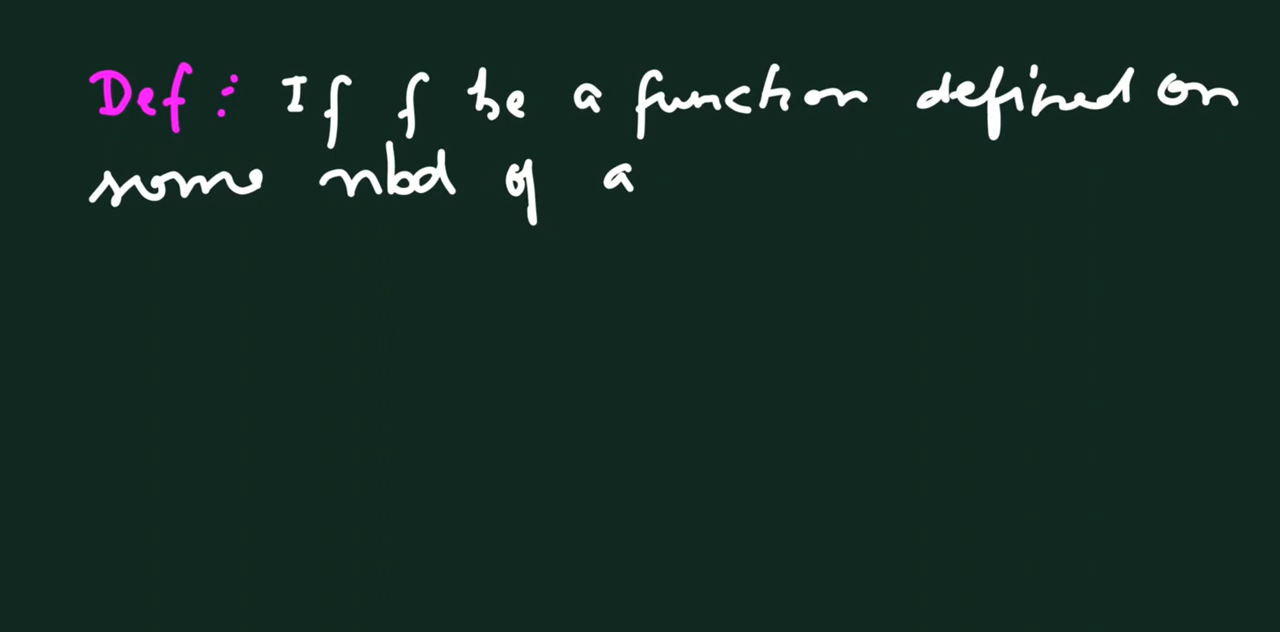 Def: If f be a function defined on
some nbd of a